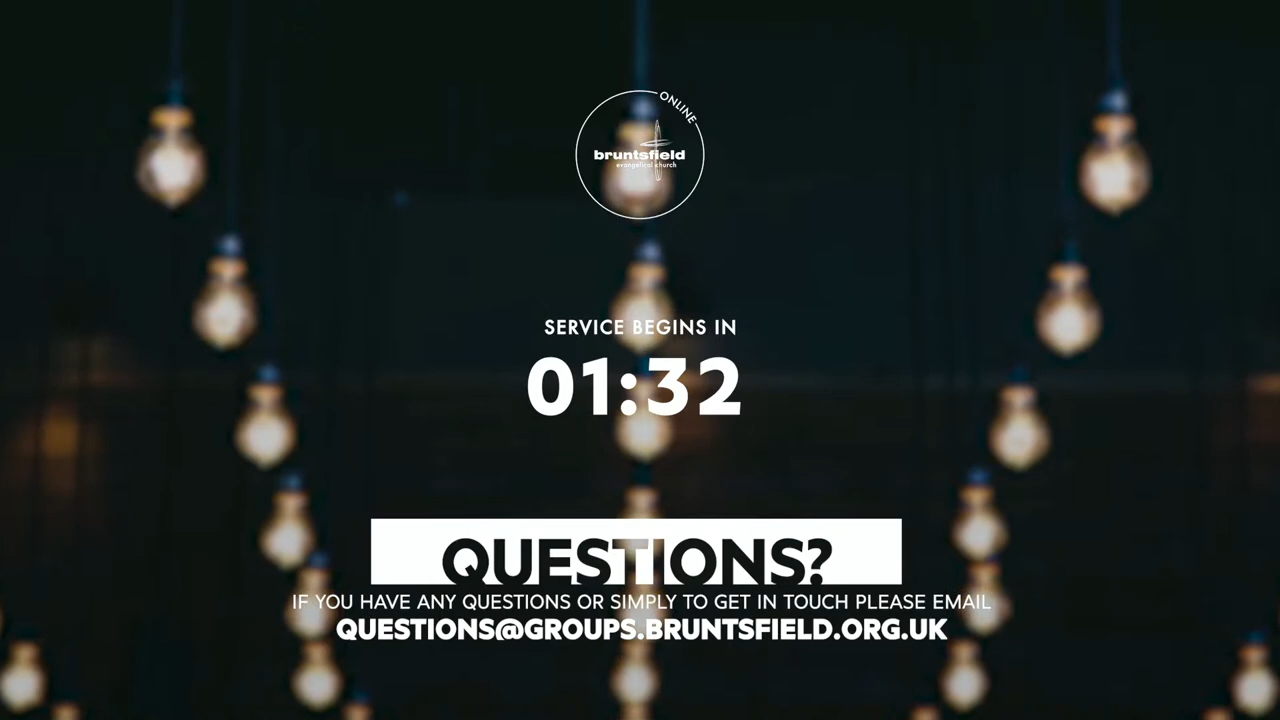 ONLINE
bruntsfield
evangelical church
SERVICE BEGINS IN
01:32
QUESTIONS?
IF YOU HAVE ANY QUESTIONS OR SIMPLY TO GET IN TOUCH PLEASE EMAIL
QUESTIONS@GROUPS.BRUNTSFIELD.ORG.UK